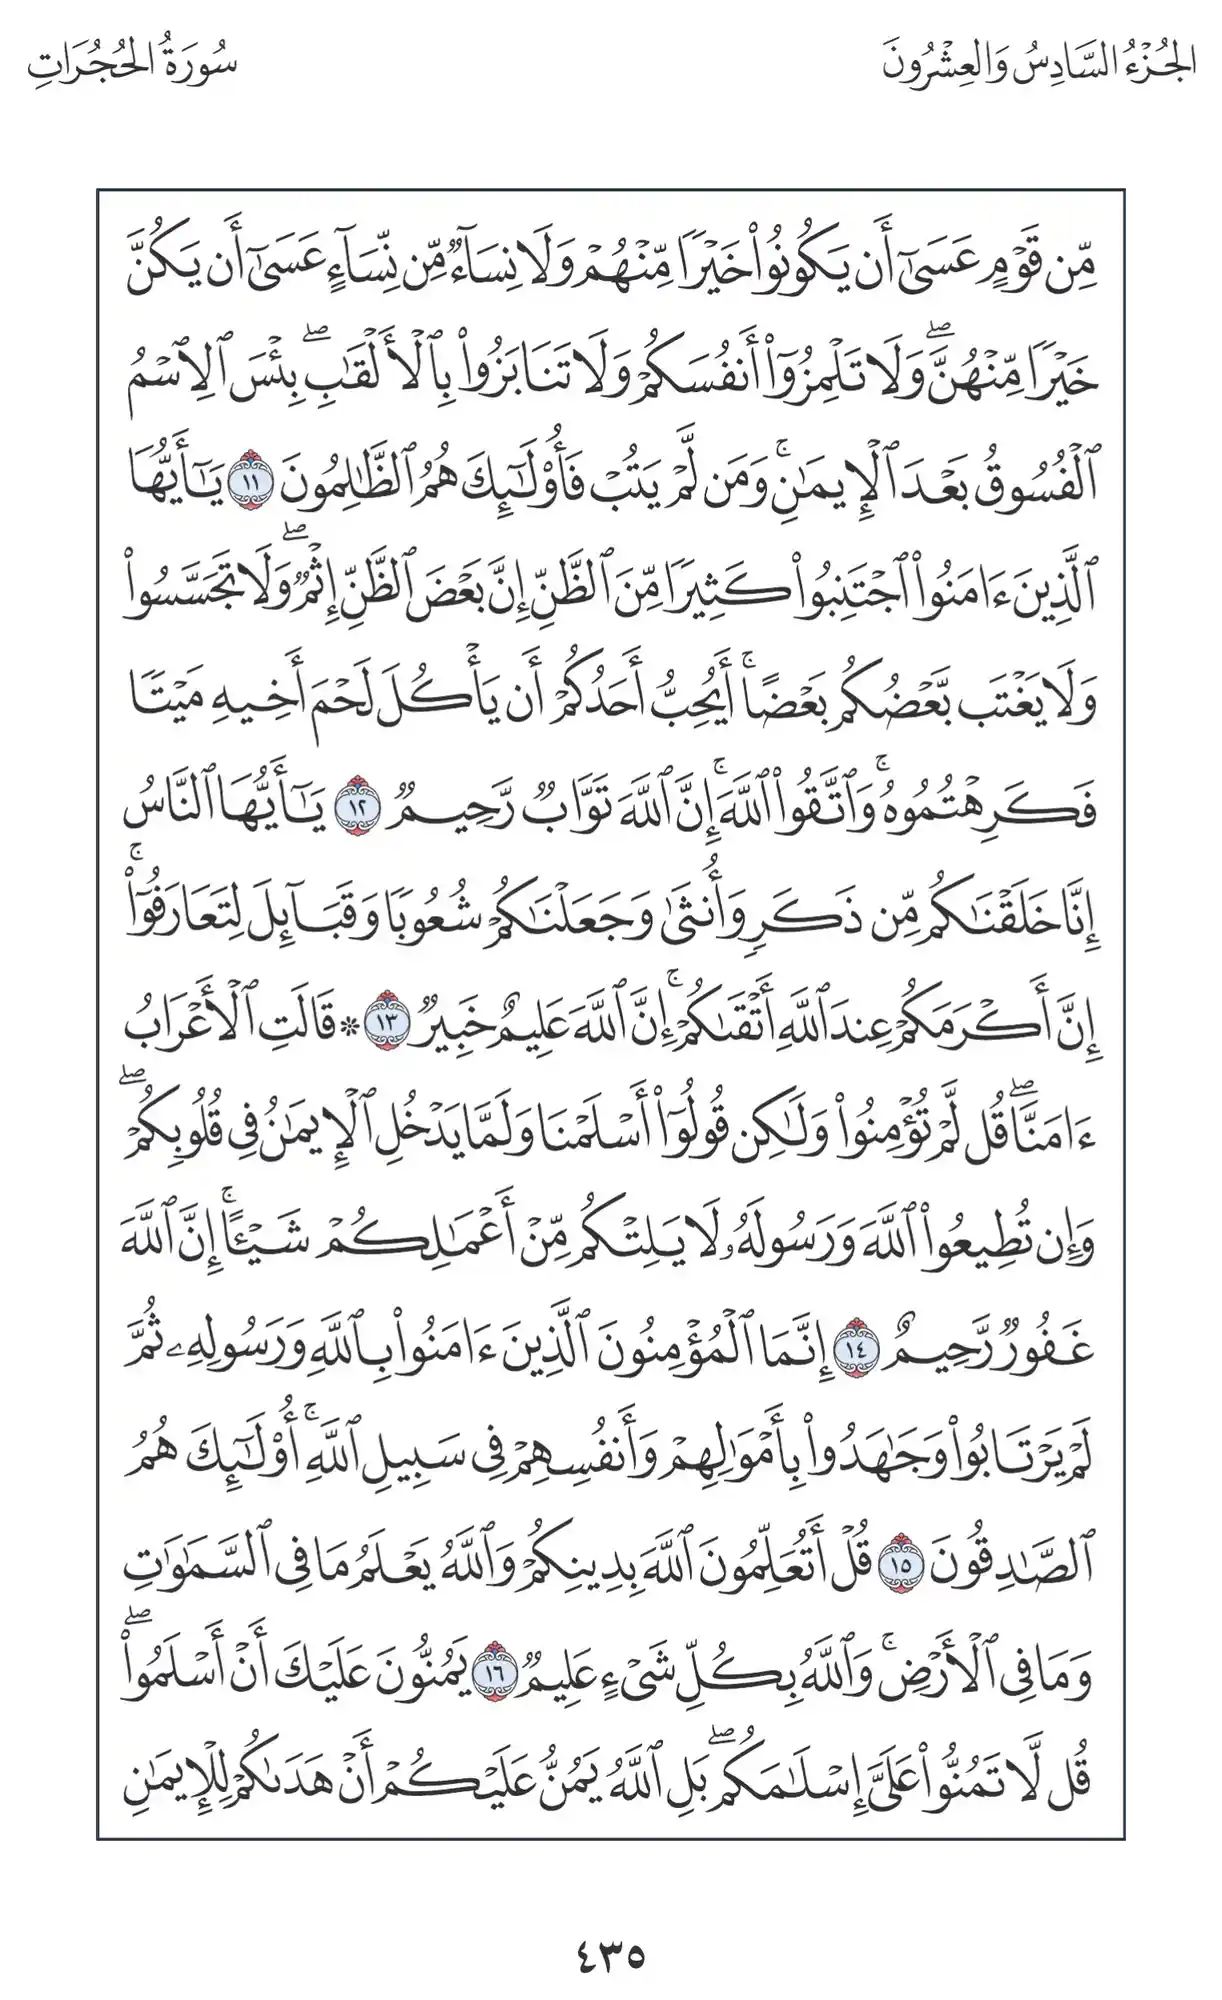 الجُزْءُ السَّادِسُ وَالعِشْرُونَ
سُورَةُ الحُجُرَاتِ
مِّن قَوْمٍ عَسَىٰٓ أَن يَكُونُوا۟ خَيْرًا مِّنْهُمْ وَلَا نِسَآءٌ مِّن نِّسَآءٍ عَسَىٰٓ أَن يَكُنَّ
خَيْرًا مِّنْهُنَّ ۖ وَلَا تَلْمِزُوٓا۟ أَنفُسَكُمْ وَلَا تَنَابَزُوا۟ بِٱلْأَلْقَٰبِ ۖ بِئْسَ ٱلِٱسْمُ
ٱلْفُسُوقُ بَعْدَ ٱلْإِيمَٰنِ ۚ وَمَن لَّمْ يَتُبْ فَأُو۟لَٰٓئِكَ هُمُ ٱلظَّٰلِمُونَ ١١ يَٰٓأَيُّهَا
ٱلَّذِينَ ءَامَنُوا۟ ٱجْتَنِبُوا۟ كَثِيرًا مِّنَ ٱلظَّنِّ إِنَّ بَعْضَ ٱلظَّنِّ إِثْمٌ ۖ وَلَا تَجَسَّسُوا۟
وَلَا يَغْتَب بَّعْضُكُم بَعْضًا ۚ أَيُحِبُّ أَحَدُكُمْ أَن يَأْكُلَ لَحْمَ أَخِيهِ مَيْتًا
فَكَرِهْتُمُوهُ ۚ وَٱتَّقُوا۟ ٱللَّهَ ۚ إِنَّ ٱللَّهَ تَوَّابٌ رَّحِيمٌ ١٢ يَٰٓأَيُّهَا ٱلنَّاسُ
إِنَّا خَلَقْنَٰكُم مِّن ذَكَرٍ وَأُنثَىٰ وَجَعَلْنَٰكُمْ شُعُوبًا وَقَبَآئِلَ لِتَعَارَفُوٓا۟ ۚ
إِنَّ أَكْرَمَكُمْ عِندَ ٱللَّهِ أَتْقَىٰكُمْ ۚ إِنَّ ٱللَّهَ عَلِيمٌ خَبِيرٌ ١٣ * قَالَتِ ٱلْأَعْرَابُ
ءَامَنَّا ۖ قُل لَّمْ تُؤْمِنُوا۟ وَلَٰكِن قُولُوٓا۟ أَسْلَمْنَا وَلَمَّا يَدْخُلِ ٱلْإِيمَٰنُ فِى قُلُوبِكُمْ ۖ
وَإِن تُطِيعُوا۟ ٱللَّهَ وَرَسُولَهُۥ لَا يَلِتْكُم مِّنْ أَعْمَٰلِكُمْ شَيْـًٔا ۚ إِنَّ ٱللَّهَ
غَفُورٌ رَّحِيمٌ ١٤ إِنَّمَا ٱلْمُؤْمِنُونَ ٱلَّذِينَ ءَامَنُوا۟ بِٱللَّهِ وَرَسُولِهِۦ ثُمَّ
لَمْ يَرْتَابُوا۟ وَجَٰهَدُوا۟ بِأَمْوَٰلِهِمْ وَأَنفُسِهِمْ فِى سَبِيلِ ٱللَّهِ ۚ أُو۟لَٰٓئِكَ هُمُ
ٱلصَّٰدِقُونَ ١٥ قُلْ أَتُعَلِّمُونَ ٱللَّهَ بِدِينِكُمْ وَٱللَّهُ يَعْلَمُ مَا فِى ٱلسَّمَٰوَٰتِ
وَمَا فِى ٱلْأَرْضِ ۚ وَٱللَّهُ بِكُلِّ شَىْءٍ عَلِيمٌ ١٦ يَمُنُّونَ عَلَيْكَ أَنْ أَسْلَمُوا۟ ۖ
قُل لَّا تَمُنُّوا۟ عَلَىَّ إِسْلَٰمَكُم ۖ بَلِ ٱللَّهُ يَمُنُّ عَلَيْكُمْ أَنْ هَدَىٰكُمْ لِلْإِيمَٰنِ
٤٣٥